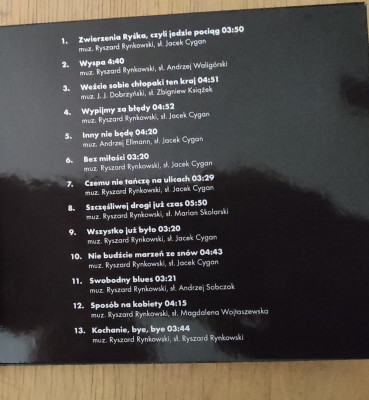 1. Zwierzenia Ryśka, czyli jedzie pociąg 03:50
muz. Ryszard Rynkowski, sł. Jacek Cygan
2. Wyspa 4:40
muz. Ryszard Rynkowski, sł. Andrzej Waligórski
3. Weźcie sobie chłopaki ten kraj 04:51
muz. J. J. Dobrzyński, sł. Zbigniew Książek
4. Wypijmy za błędy 04:52
muz. Ryszard Rynkowski, sł. Jacek Cygan
5. Inny nie będę 04:20
muz. Andrzej Ellmann, sł. Jacek Cygan
6. Bez miłości 03:20
muz. Ryszard Rynkowski, sł. Jacek Cygan
7. Czemu nie tańczę na ulicach 03:29
muz. Ryszard Rynkowski, sł. Jacek Cygan
8. Szczęśliwej drogi już czas 05:50
muz. Ryszard Rynkowski, sł. Marian Skolarski
9. Wszystko już było 03:20
muz. Ryszard Rynkowski, sł. Jacek Cygan
10. Nie budźcie marzeń ze snów 04:43
muz. Ryszard Rynkowski, sł. Jacek Cygan
11. Swobodny blues 03:21
muz. Ryszard Rynkowski, sł. Andrzej Sobczak
12. Sposób na kobiety 04:15
muz. Ryszard Rynkowski, sł. Magdalena Wojtaszewska
13. Kochanie, bye, bye 03:44
muz. Ryszard Rynkowski, sł. Ryszard Rynkowski